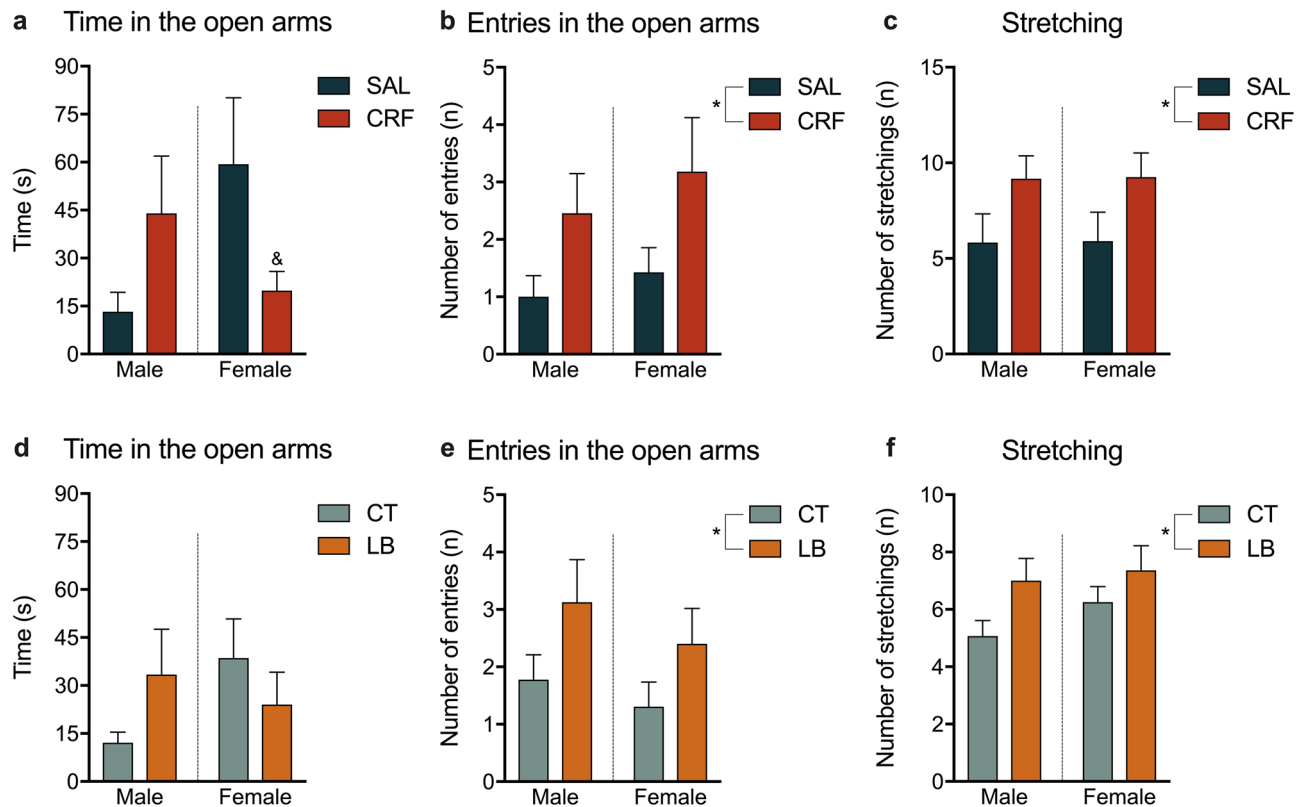 a Time in the open arms
90
75
60
45
30
15
0
Time (s)
SAL
CRF
&
Male Female
b Entries in the open arms
5
4
3
2
1
0
Number of entries (n)
*
SAL
CRF
Male Female
c Stretching
15
10
5
0
Number of stretchings (n)
*
SAL
CRF
Male Female
d Time in the open arms
90
75
60
45
30
15
0
Time (s)
CT
LB
Male Female
e Entries in the open arms
5
4
3
2
1
0
Number of entries (n)
*
CT
LB
Male Female
f Stretching
10
8
6
4
2
0
Number of stretchings (n)
*
CT
LB
Male Female